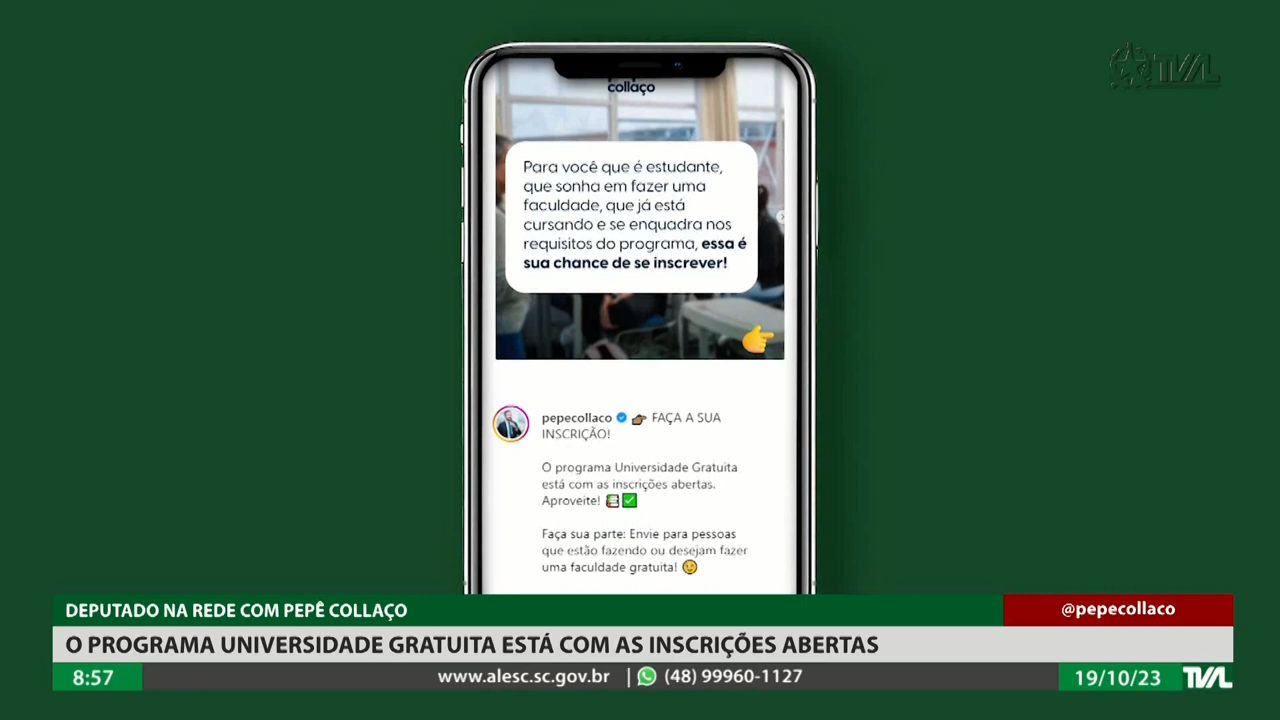 TVAL
collaço
Para você que é estudante,
que sonha em fazer uma
faculdade, que já está
cursando e se enquadra nos
requisitos do programa, essa é
sua chance de se inscrever!
pepecollaco FAÇA A SUA
INSCRIÇÃO!
O programa Universidade Gratuita
está com as inscrições abertas.
Aproveite!
Faça sua parte: Envie para pessoas
que estão fazendo ou desejam fazer
uma faculdade gratuita!
DEPUTADO NA REDE COM PEPÊ COLLAÇO
@pepecollaco
O PROGRAMA UNIVERSIDADE GRATUITA ESTÁ COM AS INSCRIÇÕES ABERTAS
8:57
www.alesc.sc.gov.br | (48) 99960-1127
19/10/23
TVAL